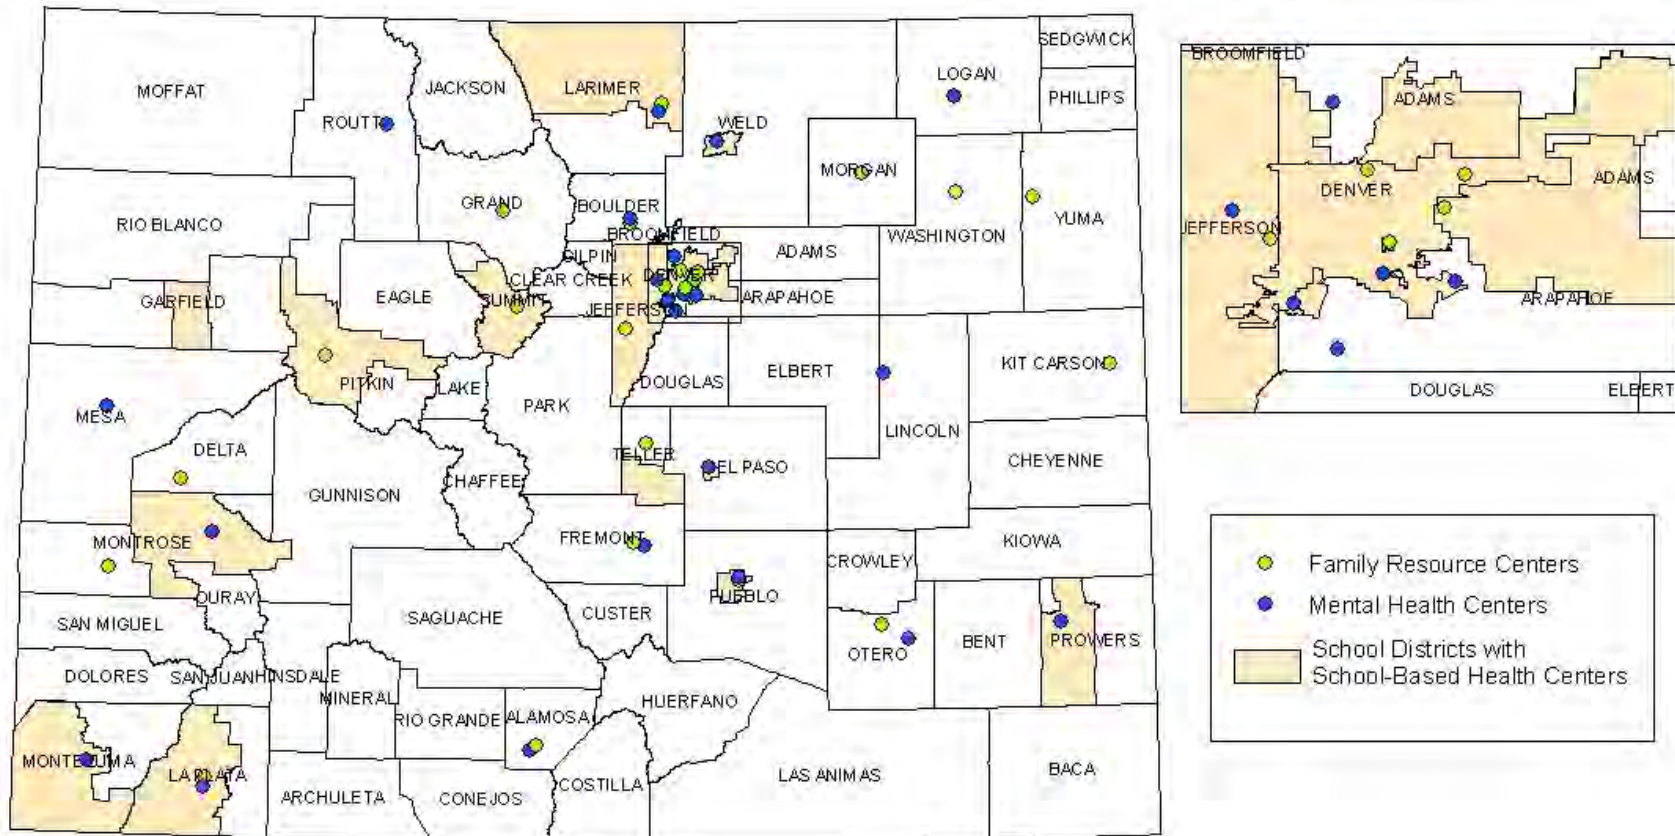 SEDGWICK
LOGAN
MOFFAT
JACKSON
LARIMER
PHILLIPS
ROUTT
WELD
MORGAN
GRAND
BOULDER
YUMA
RIO BLANCO
BROOMFIELD
WASHINGTON
GILPIN
ADAMS
CLEAR CREEK
DENVER
EAGLE
GARFIELD
SUMMIT
ARAPAHOE
JEFFERSON
KIT CARSON
ELBERT
PITKIN
LAKE
DOUGLAS
PARK
MESA
LINCOLN
DELTA
TELLER
CHEYENNE
EL PASO
CHAFFEE
GUNNISON
FREMONT
MONTROSE
KIOWA
CROWLEY
OURAY
PUEBLO
CUSTER
SAGUACHE
SAN MIGUEL
BENT
PROWERS
OTERO
DOLORES
SAN JUAN
HINSDALE
MINERAL
HUERFANO
RIO GRANDE
ALAMOSA
MONTEZUMA
LA PLATA
LAS ANIMAS
BACA
COSTILLA
ARCHULETA
CONEJOS
BROOMFIELD
ADAMS
ADAMS
DENVER
JEFFERSON
ARAPAHOE
DOUGLAS
ELBERT
Family Resource Centers
Mental Health Centers
School Districts with
School-Based Health Centers